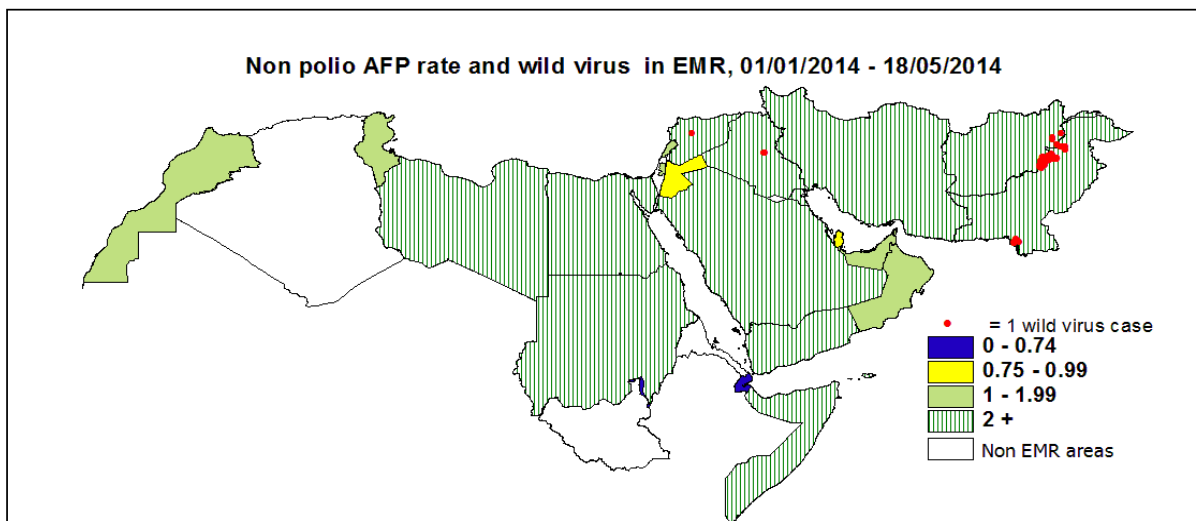 Non polio AFP rate and wild virus in EMR, 01/01/2014 - 18/05/2014
= 1 wild virus case
0 - 0.74
0.75 - 0.99
1 - 1.99
2 +
Non EMR areas